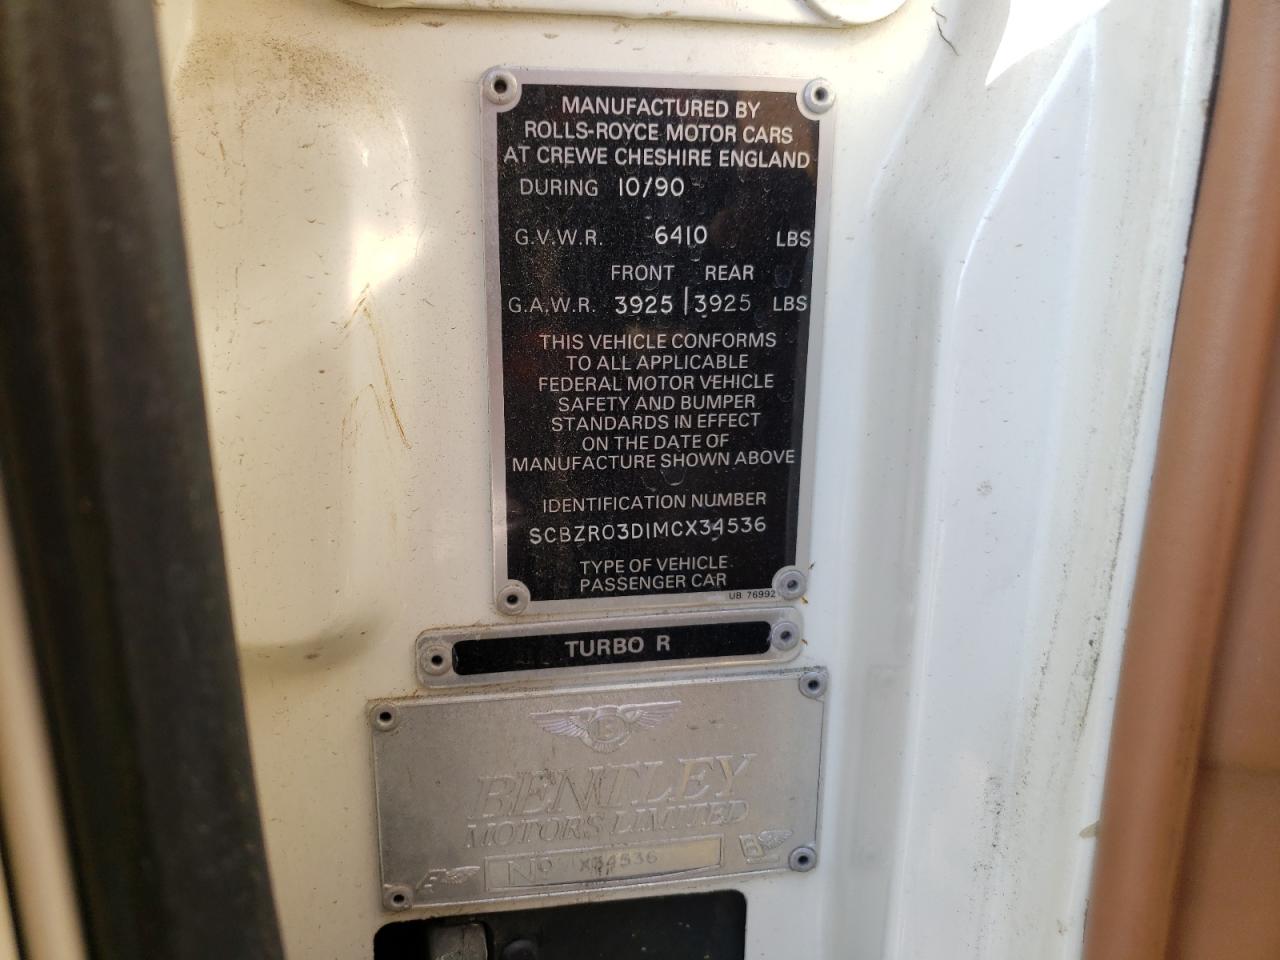 MANUFACTURED BY
ROLLS-ROYCE MOTOR CARS
AT CREWE CHESHIRE ENGLAND
DURING 10/90
G.V.W.R. 6410 LBS
FRONT REAR
G.A.W.R. 3925 | 3925 LBS
THIS VEHICLE CONFORMS
TO ALL APPLICABLE
FEDERAL MOTOR VEHICLE
SAFETY AND BUMPER
STANDARDS IN EFFECT
ON THE DATE OF
MANUFACTURE SHOWN ABOVE
IDENTIFICATION NUMBER
SCBZR03D1MCX34536
TYPE OF VEHICLE
PASSENGER CAR
UB 76992
TURBO R
B
BENTLEY
MOTORS LIMITED
No X34536
B